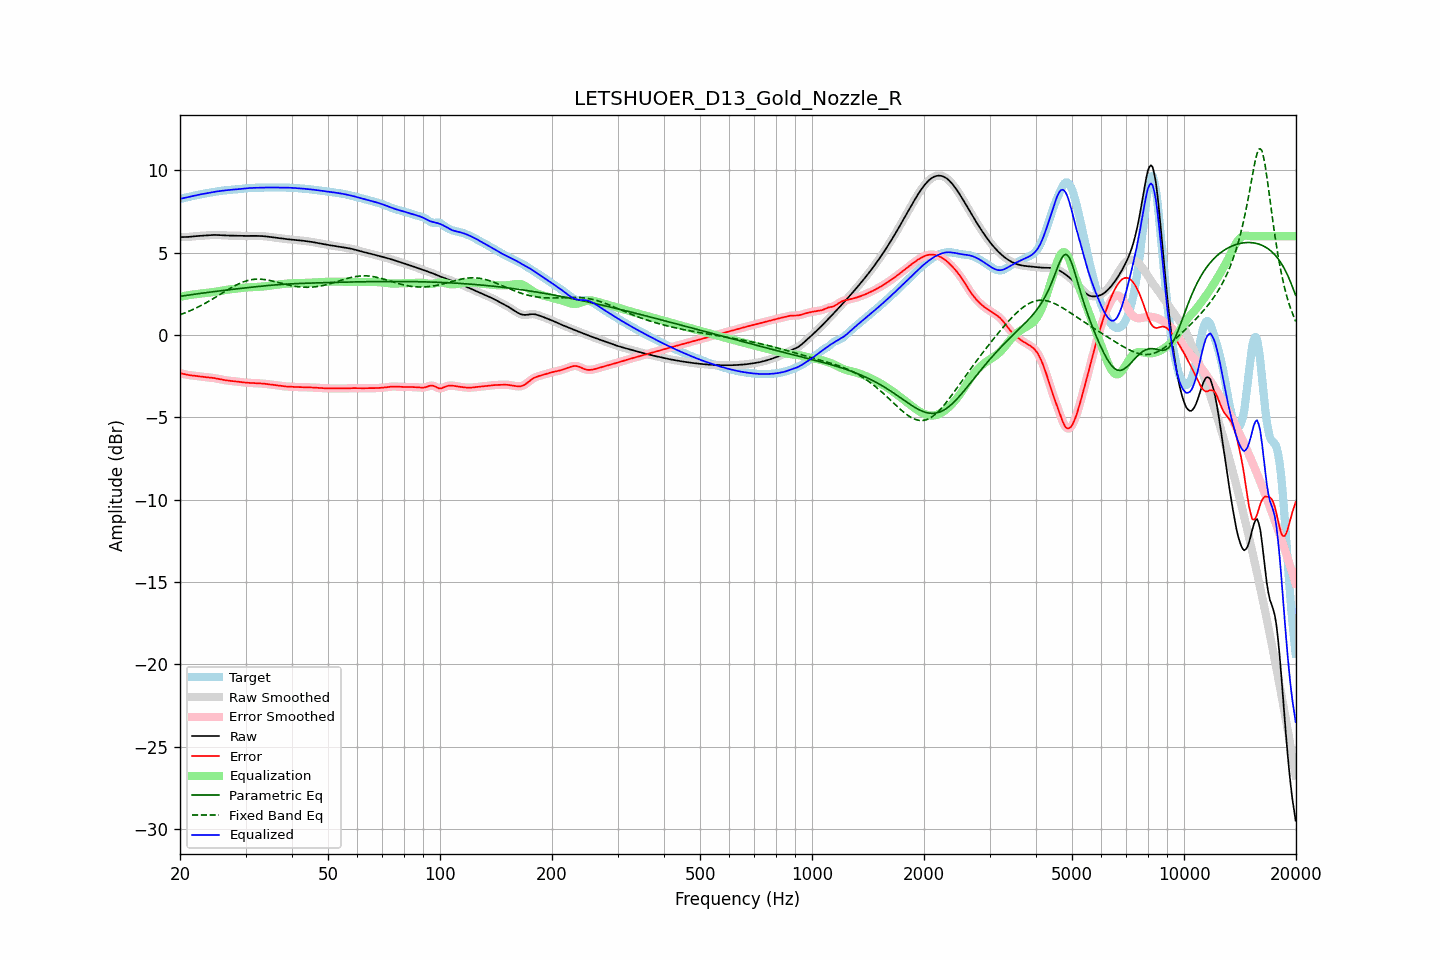 LETSHUOER_D13_Gold_Nozzle_R
Amplitude (dBr)
10
5
0
−5
−10
−15
−20
−25
−30
Target
Raw Smoothed
Error Smoothed
Raw
Error
Equalization
Parametric Eq
Fixed Band Eq
Equalized
20 50 100 200 500 1000 2000 5000 10000 20000
Frequency (Hz)